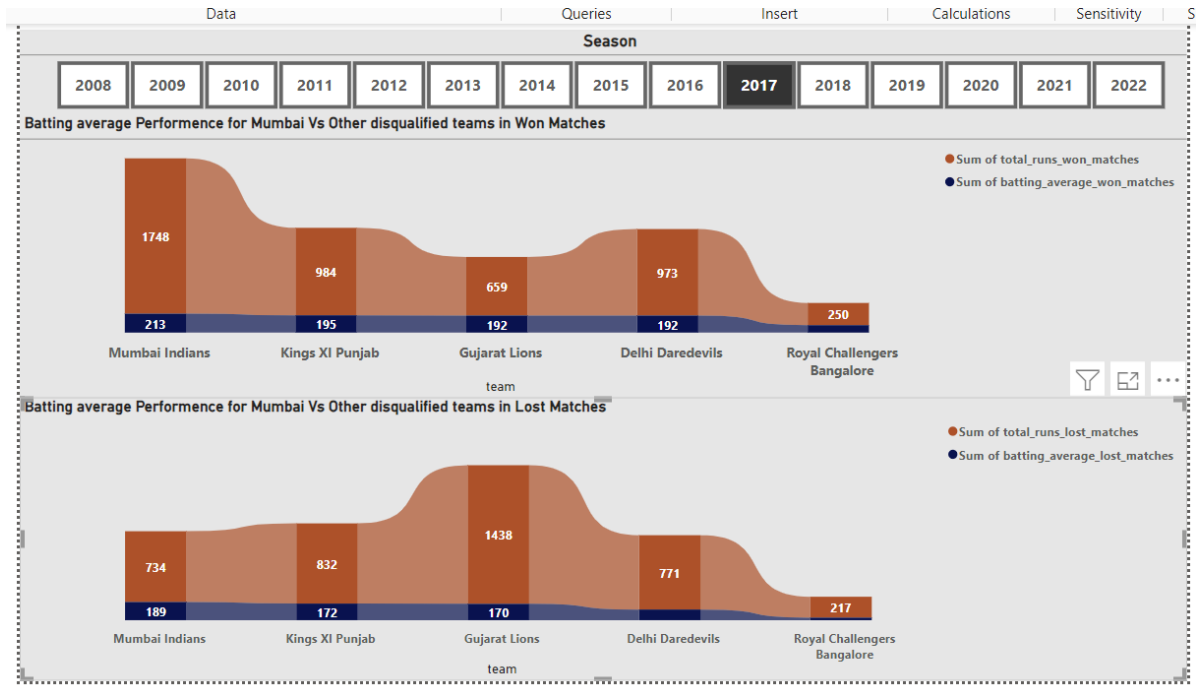 Data Queries Insert Calculations Sensitivity S
Season
2008 2009 2010 2011 2012 2013 2014 2015 2016 2017 2018 2019 2020 2021 2022
Batting average Performence for Mumbai Vs Other disqualified teams in Won Matches
Sum of total_runs_won_matches
Sum of batting_average_won_matches
1748 984 659 973 250
213 195 192 192
Mumbai Indians Kings XI Punjab Gujarat Lions Delhi Daredevils Royal Challengers
Bangalore
team
Batting average Performence for Mumbai Vs Other disqualified teams in Lost Matches
Sum of total_runs_lost_matches
Sum of batting_average_lost_matches
734 832 1438 771 217
189 172 170
Mumbai Indians Kings XI Punjab Gujarat Lions Delhi Daredevils Royal Challengers
Bangalore
team